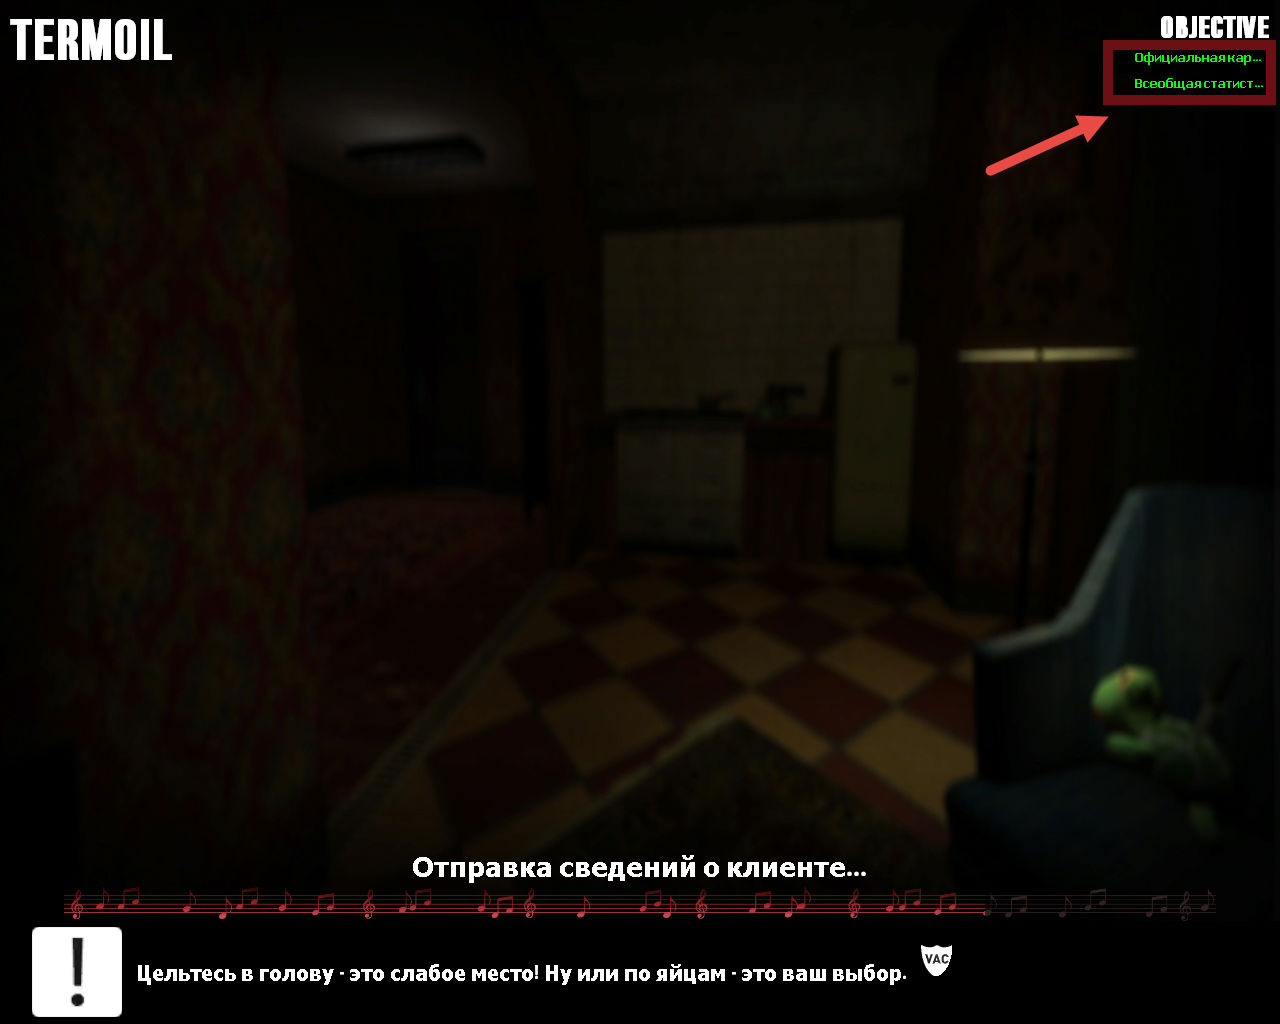 TERMOIL
OBJECTIVE
Официальная кар...
Всеобщая статист...
Отправка сведений о клиенте...
!
Цельтесь в голову - это слабое место! Ну или по яйцам - это ваш выбор.
VAC